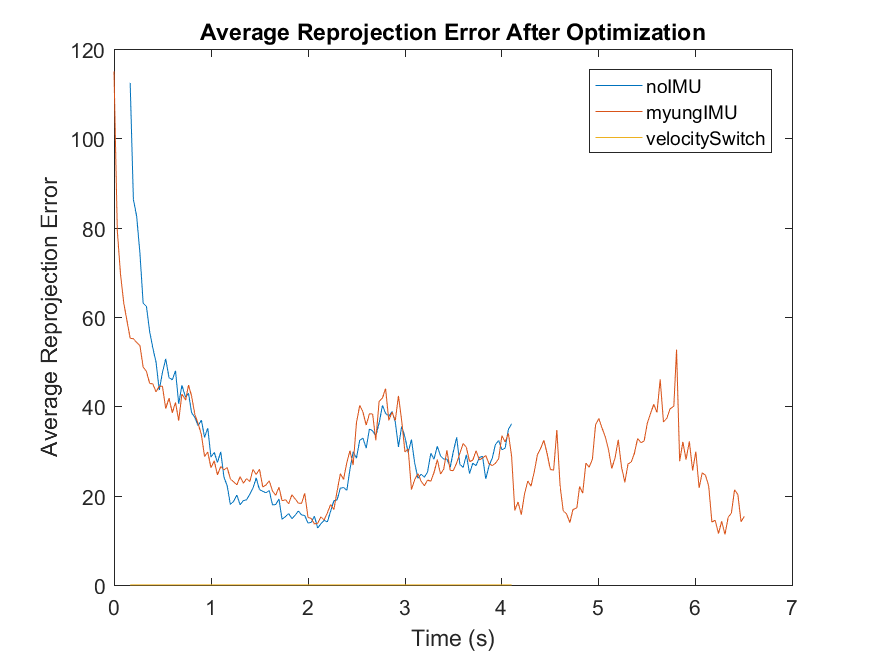 Average Reprojection Error After Optimization
120
100
80
60
40
20
0
Average Reprojection Error
noIMU
myungIMU
velocitySwitch
0 1 2 3 4 5 6 7
Time (s)